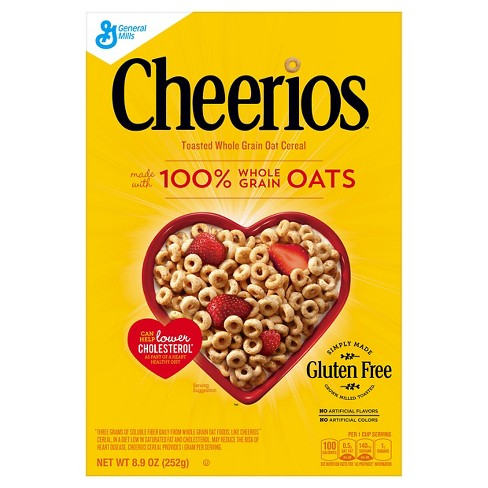 General
Mills
Cheerios™
Toasted Whole Grain Oat Cereal
made with 100% WHOLE GRAIN OATS
CAN HELP lower
CHOLESTEROL*
AS PART OF A HEART
HEALTHY DIET
SIMPLY MADE
Gluten Free
GROWN. MILLED. TOASTED.
Serving
Suggestion
NO ARTIFICIAL FLAVORS
NO ARTIFICIAL COLORS
*THREE GRAMS OF SOLUBLE FIBER DAILY FROM WHOLE GRAIN OAT FOODS, LIKE CHEERIOS™
CEREAL, IN A DIET LOW IN SATURATED FAT AND CHOLESTEROL, MAY REDUCE THE RISK OF
HEART DISEASE. CHEERIOS CEREAL PROVIDES 1 GRAM PER SERVING.
PER 1 CUP SERVING
100 CALORIES
0.5g SAT FAT
140mg SODIUM
1g SUGARS
NET WT 8.9 OZ (252g)